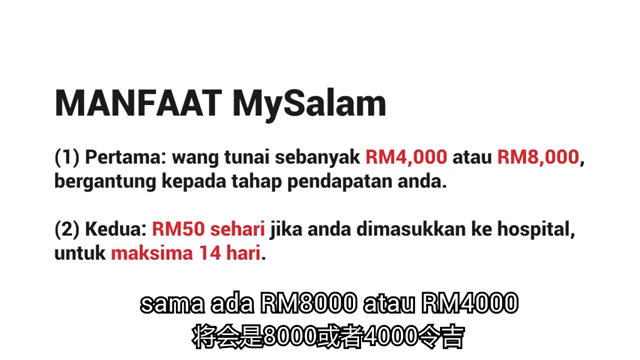 MANFAAT MySalam
(1) Pertama: wang tunai sebanyak RM4,000 atau RM8,000,
bergantung kepada tahap pendapatan anda.
(2) Kedua: RM50 sehari jika anda dimasukkan ke hospital,
untuk maksima 14 hari.
sama ada RM8000 atau RM4000
将会是8000或者4000令吉